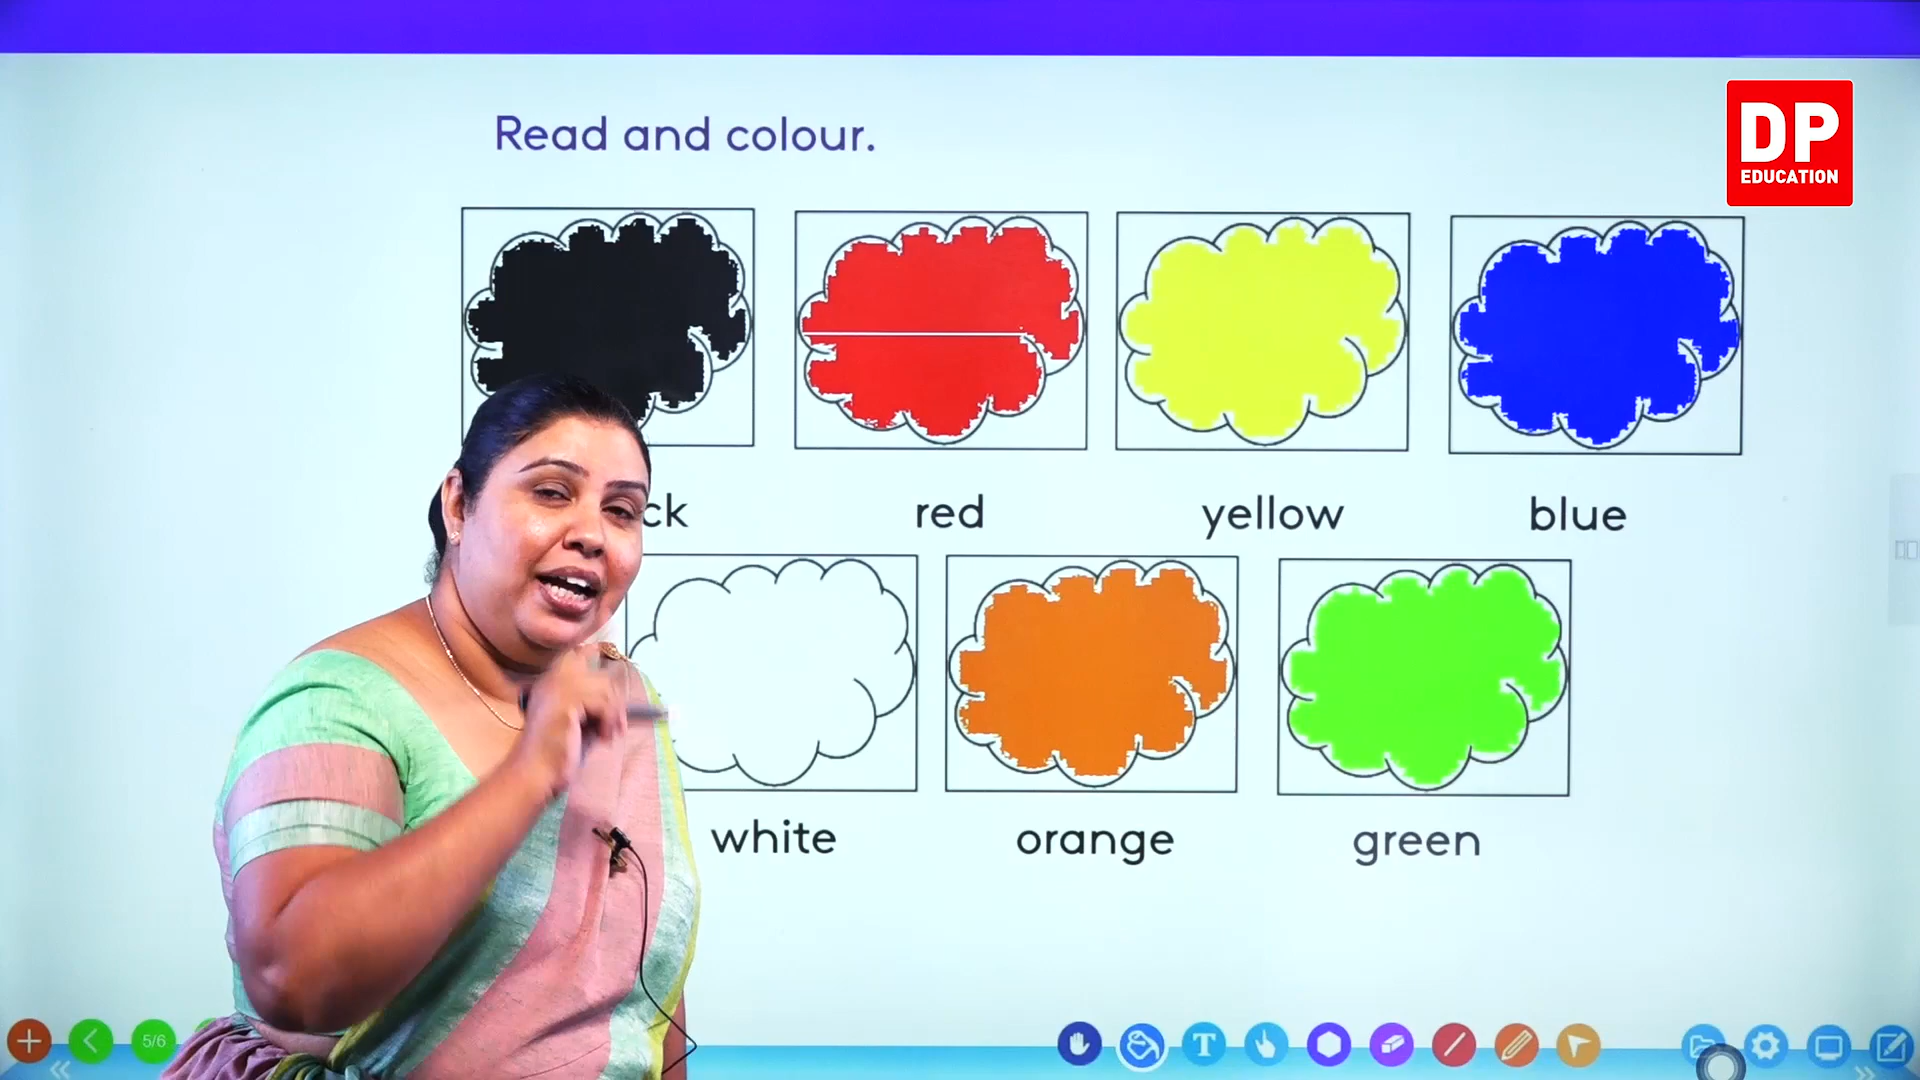 Read and colour.
DP
EDUCATION
ck red yellow blue
white orange green
5/6
T